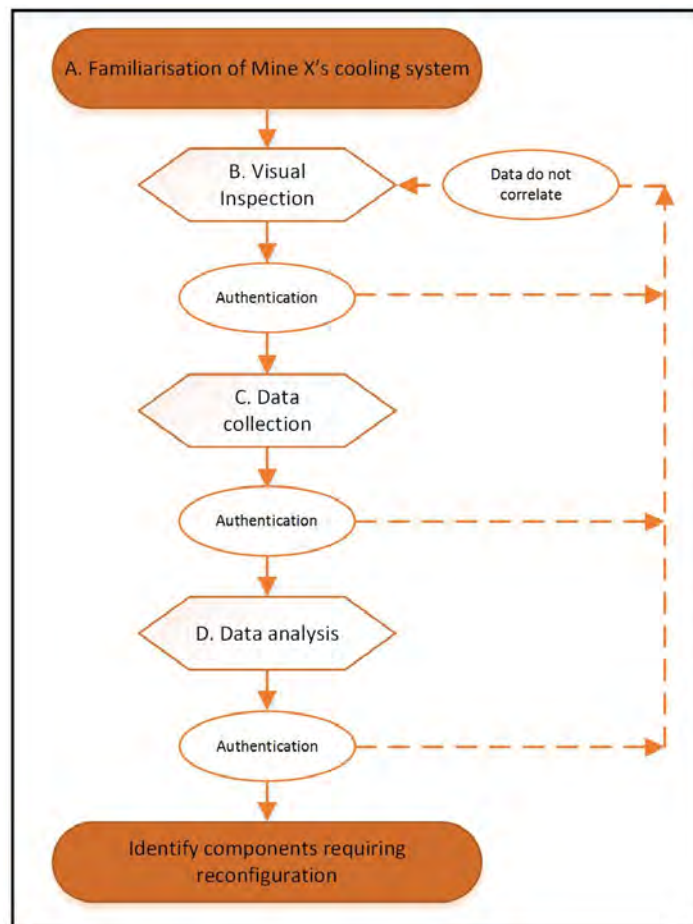 A. Familiarisation of Mine X's cooling system
B. Visual
Inspection
Data do not
correlate
Authentication
C. Data
collection
Authentication
D. Data analysis
Authentication
Identify components requiring
reconfiguration